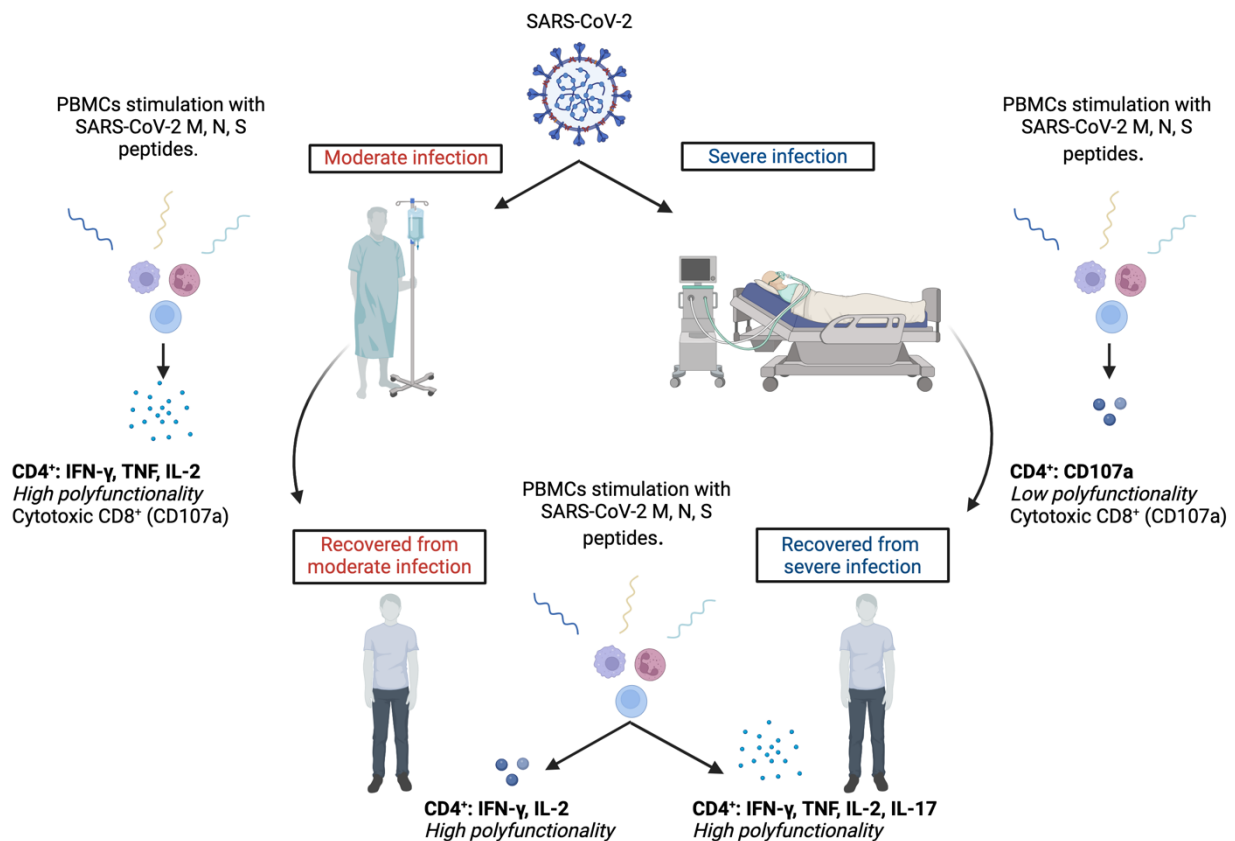 SARS-CoV-2
PBMCs stimulation with
SARS-CoV-2 M, N, S
peptides.
Moderate infection
Severe infection
PBMCs stimulation with
SARS-CoV-2 M, N, S
peptides.
CD4⁺: IFN-γ, TNF, IL-2
High polyfunctionality
Cytotoxic CD8⁺ (CD107a)
CD4⁺: CD107a
Low polyfunctionality
Cytotoxic CD8⁺ (CD107a)
PBMCs stimulation with
SARS-CoV-2 M, N, S
peptides.
Recovered from
moderate infection
Recovered from
severe infection
CD4⁺: IFN-γ, IL-2
High polyfunctionality
CD4⁺: IFN-γ, TNF, IL-2, IL-17
High polyfunctionality